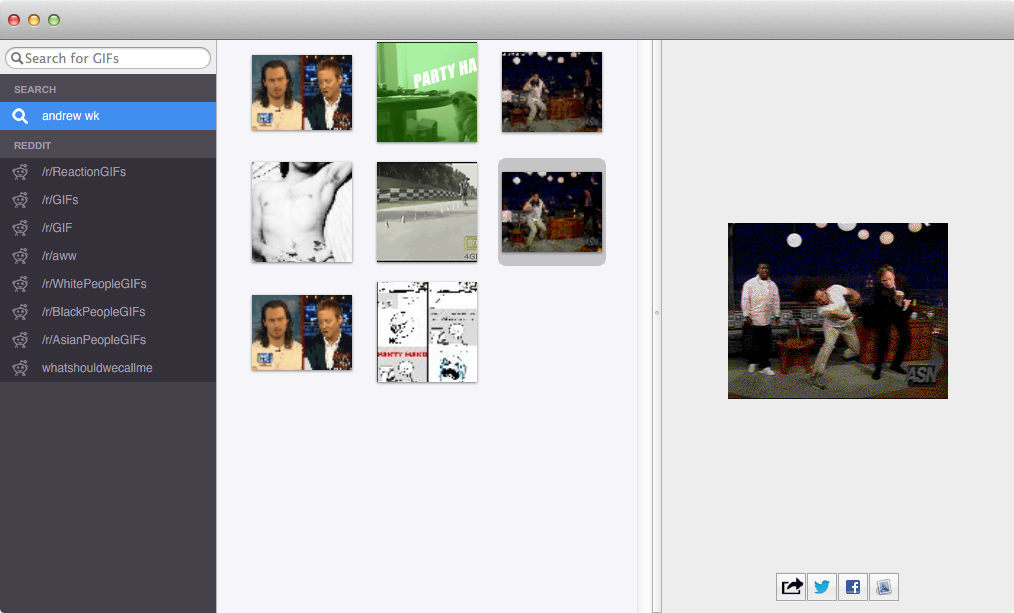 Search for GIFs
SEARCH
andrew wk
REDDIT
/r/ReactionGIFs
/r/GIFs
/r/GIF
/r/aww
/r/WhitePeopleGIFs
/r/BlackPeopleGIFs
/r/AsianPeopleGIFs
whatshouldwecallme
PARTY HA
4GI
PARTY HARD
ASN